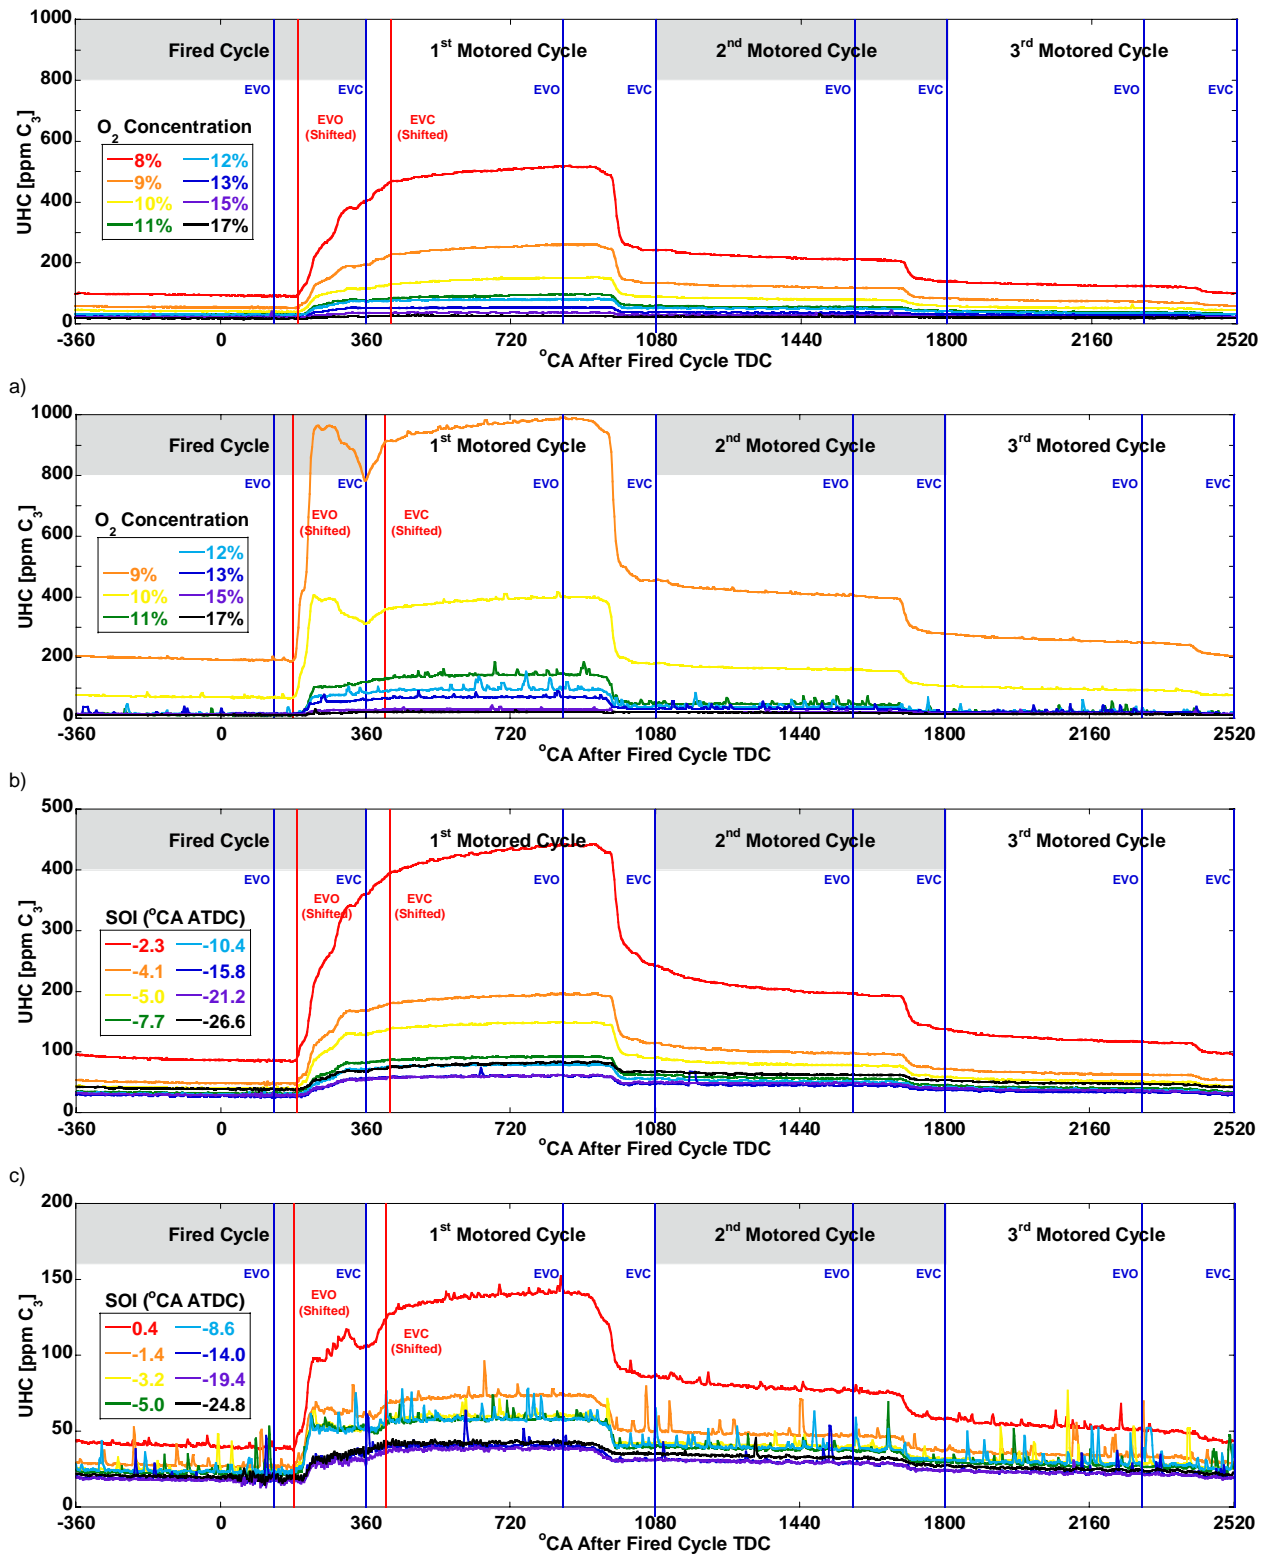 1000
800
600
400
200
0
UHC [ppm C3]
Fired Cycle
1st Motored Cycle
2nd Motored Cycle
3rd Motored Cycle
EVO
EVC
EVO
EVC
EVO
EVC
EVO
EVC
EVO
(Shifted)
EVC
(Shifted)
O2 Concentration
8% 12%
9% 13%
10% 15%
11% 17%
-360 0 360 720 1080 1440 1800 2160 2520
oCA After Fired Cycle TDC
a)
1000
800
600
400
200
0
UHC [ppm C3]
Fired Cycle
1st Motored Cycle
2nd Motored Cycle
3rd Motored Cycle
EVO
EVC
EVO
EVC
EVO
EVC
EVO
EVC
EVO
(Shifted)
EVC
(Shifted)
O2 Concentration
12%
9% 13%
10% 15%
11% 17%
-360 0 360 720 1080 1440 1800 2160 2520
oCA After Fired Cycle TDC
b)
500
400
300
200
100
0
UHC [ppm C3]
Fired Cycle
1st Motored Cycle
2nd Motored Cycle
3rd Motored Cycle
EVO
EVC
EVO
EVC
EVO
EVC
EVO
EVC
EVO
(Shifted)
EVC
(Shifted)
SOI (oCA ATDC)
-2.3 -10.4
-4.1 -15.8
-5.0 -21.2
-7.7 -26.6
-360 0 360 720 1080 1440 1800 2160 2520
oCA After Fired Cycle TDC
c)
200
150
100
50
0
UHC [ppm C3]
Fired Cycle
1st Motored Cycle
2nd Motored Cycle
3rd Motored Cycle
EVO
EVC
EVO
EVC
EVO
EVC
EVO
EVC
EVO
(Shifted)
EVC
(Shifted)
SOI (oCA ATDC)
0.4 -8.6
-1.4 -14.0
-3.2 -19.4
-5.0 -24.8
-360 0 360 720 1080 1440 1800 2160 2520
oCA After Fired Cycle TDC